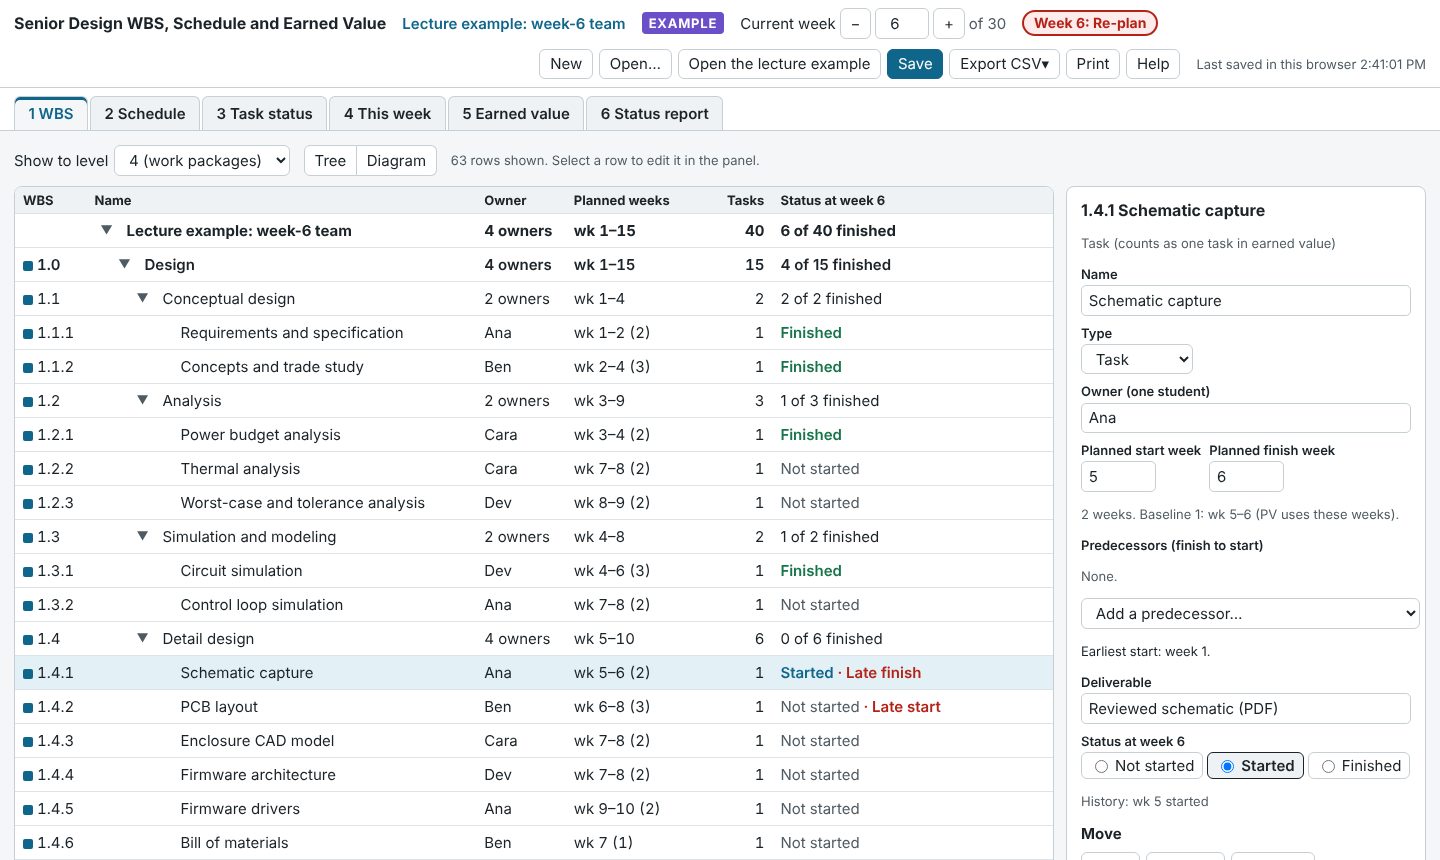 Senior Design WBS, Schedule and Earned Value Lecture example: week-6 team EXAMPLE Current week − 6 + of 30 Week 6: Re-plan
New Open... Open the lecture example Save Export CSV▾ Print Help Last saved in this browser 2:41:01 PM
1 WBS 2 Schedule 3 Task status 4 This week 5 Earned value 6 Status report
Show to level 4 (work packages) Tree Diagram 63 rows shown. Select a row to edit it in the panel.
WBS Name Owner Planned weeks Tasks Status at week 6
Lecture example: week-6 team 4 owners wk 1–15 40 6 of 40 finished
1.0 Design 4 owners wk 1–15 15 4 of 15 finished
1.1 Conceptual design 2 owners wk 1–4 2 2 of 2 finished
1.1.1 Requirements and specification Ana wk 1–2 (2) 1 Finished
1.1.2 Concepts and trade study Ben wk 2–4 (3) 1 Finished
1.2 Analysis 2 owners wk 3–9 3 1 of 3 finished
1.2.1 Power budget analysis Cara wk 3–4 (2) 1 Finished
1.2.2 Thermal analysis Cara wk 7–8 (2) 1 Not started
1.2.3 Worst-case and tolerance analysis Dev wk 8–9 (2) 1 Not started
1.3 Simulation and modeling 2 owners wk 4–8 2 1 of 2 finished
1.3.1 Circuit simulation Dev wk 4–6 (3) 1 Finished
1.3.2 Control loop simulation Ana wk 7–8 (2) 1 Not started
1.4 Detail design 4 owners wk 5–10 6 0 of 6 finished
1.4.1 Schematic capture Ana wk 5–6 (2) 1 Started · Late finish
1.4.2 PCB layout Ben wk 6–8 (3) 1 Not started · Late start
1.4.3 Enclosure CAD model Cara wk 7–8 (2) 1 Not started
1.4.4 Firmware architecture Dev wk 7–8 (2) 1 Not started
1.4.5 Firmware drivers Ana wk 9–10 (2) 1 Not started
1.4.6 Bill of materials Ben wk 7 (1) 1 Not started
1.4.1 Schematic capture
Task (counts as one task in earned value)
Name
Schematic capture
Type
Task
Owner (one student)
Ana
Planned start week Planned finish week
5 6
2 weeks. Baseline 1: wk 5–6 (PV uses these weeks).
Predecessors (finish to start)
None.
Add a predecessor...
Earliest start: week 1.
Deliverable
Reviewed schematic (PDF)
Status at week 6
Not started Started Finished
History: wk 5 started
Move